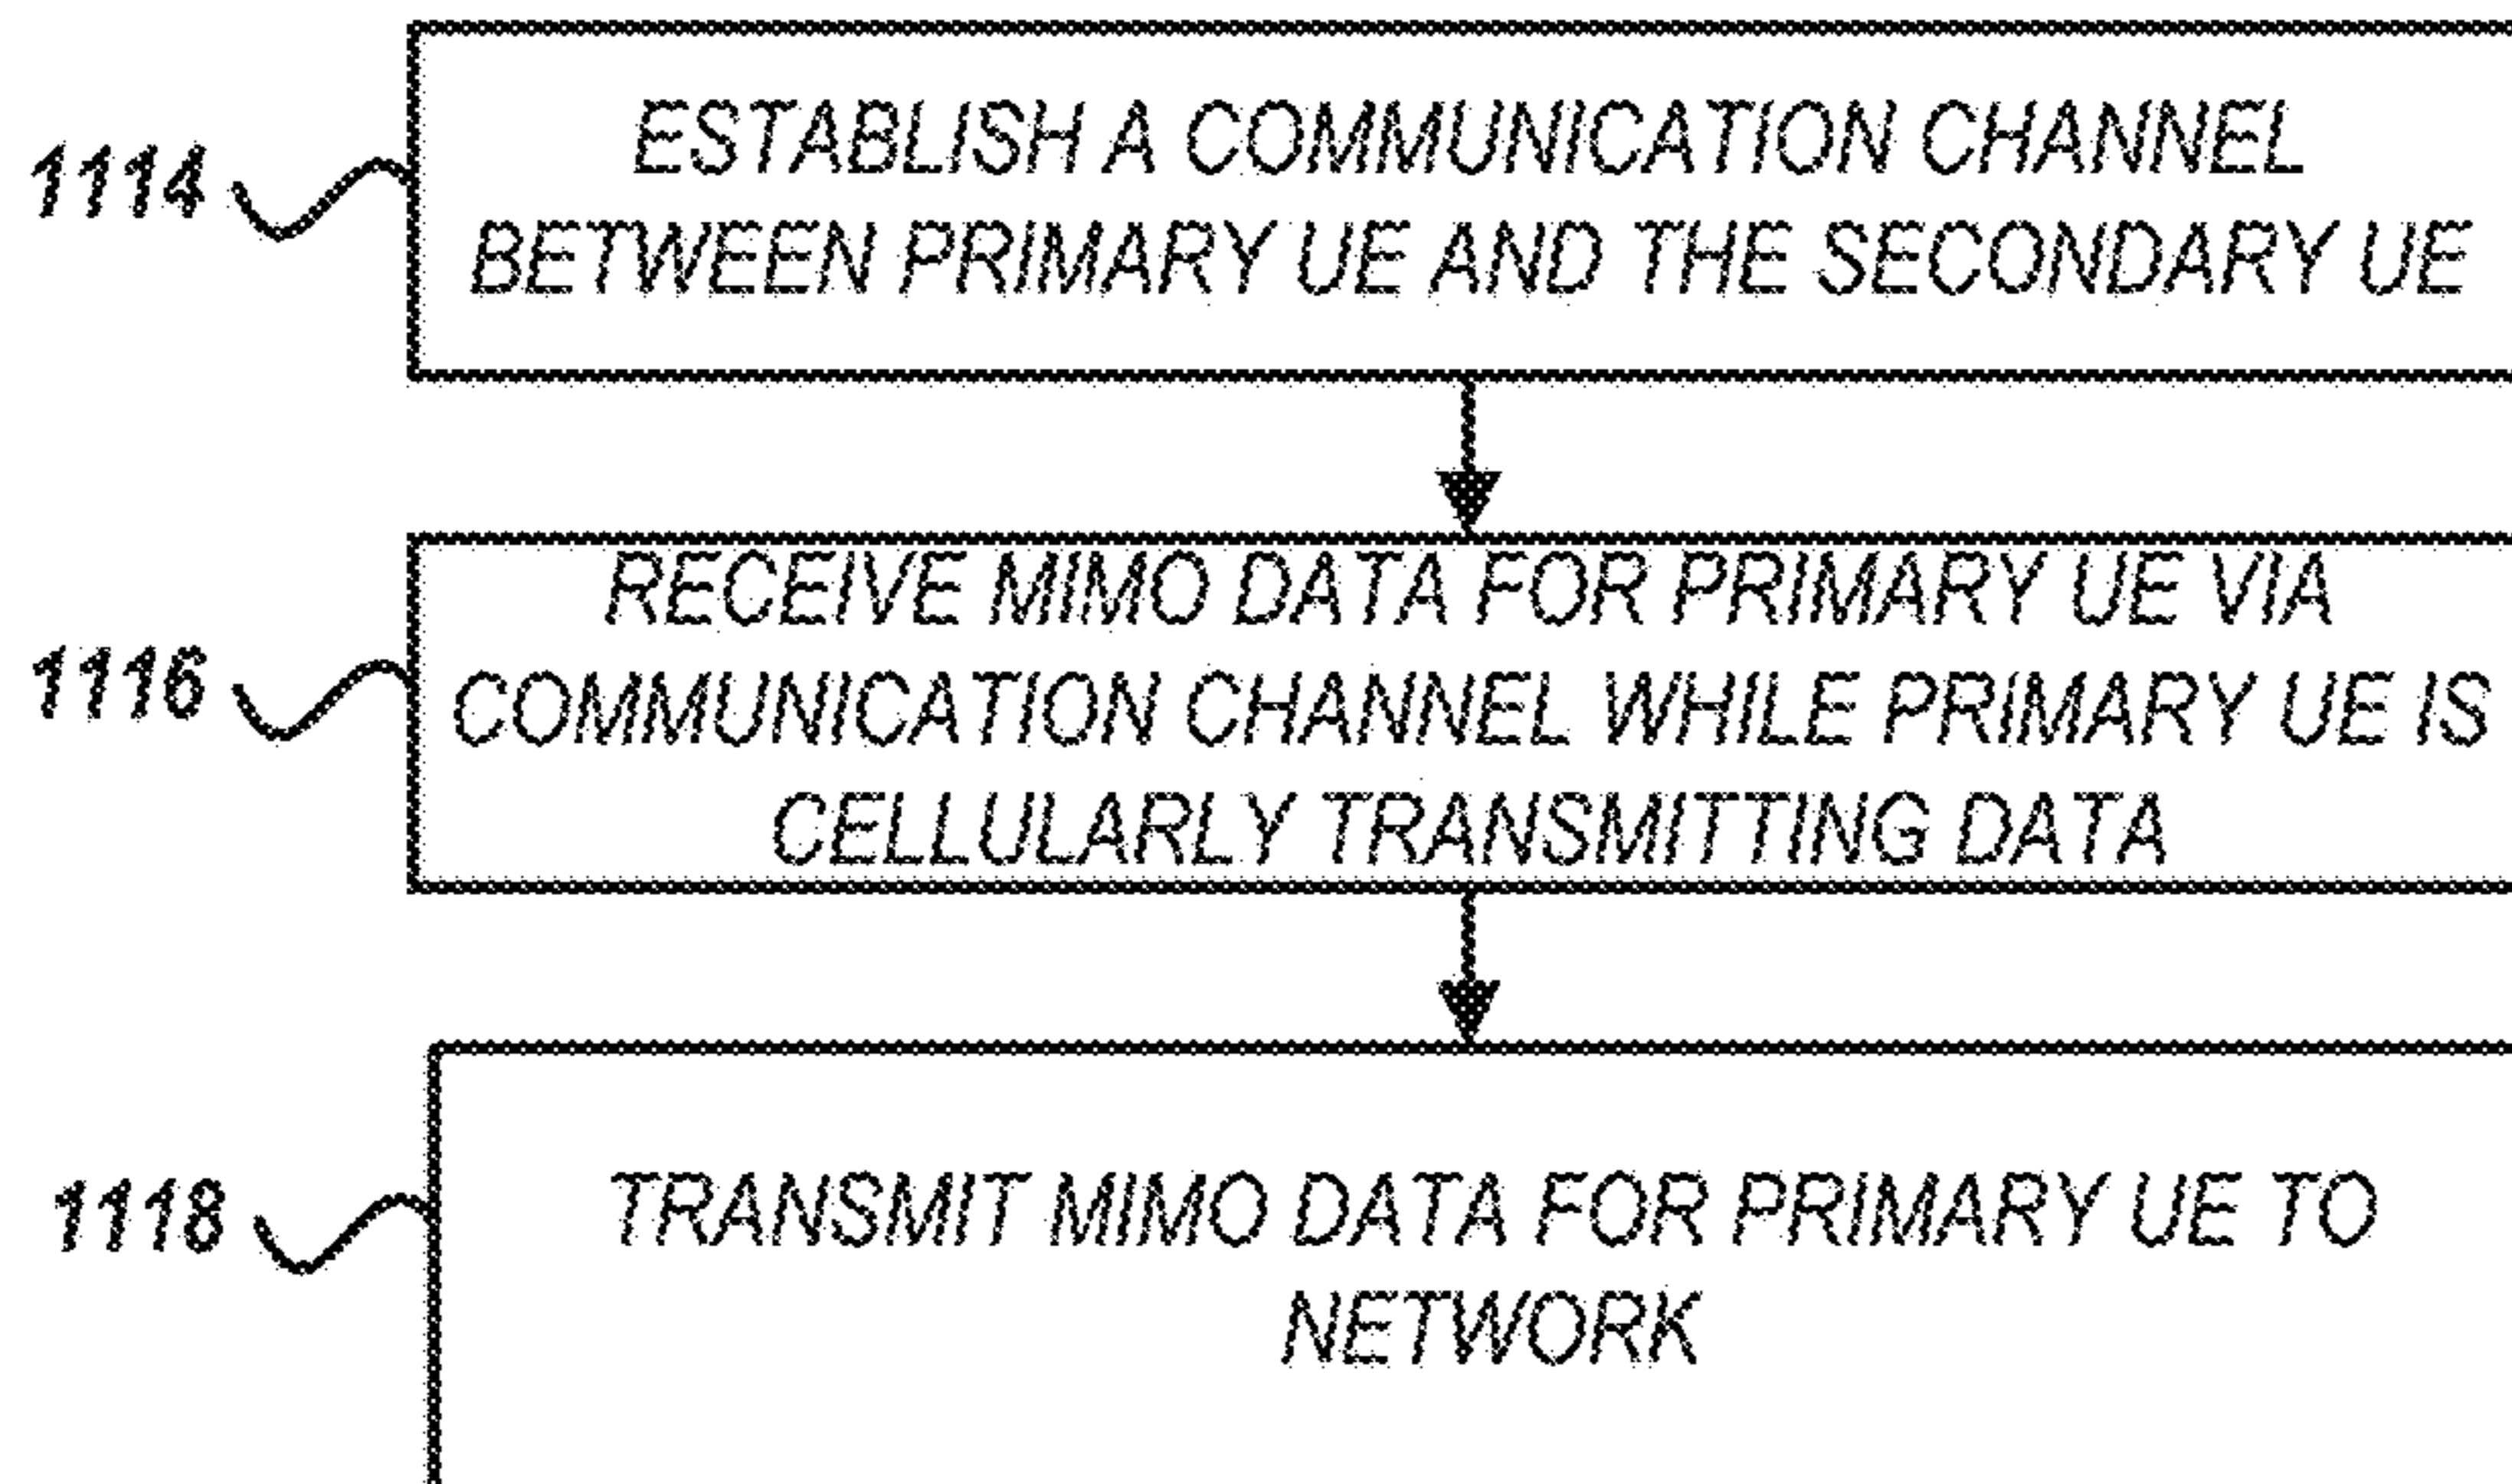 1114
ESTABLISH A COMMUNICATION CHANNEL
BETWEEN PRIMARY UE AND THE SECONDARY UE
1116
RECEIVE MIMO DATA FOR PRIMARY UE VIA
COMMUNICATION CHANNEL WHILE PRIMARY UE IS
CELLULARLY TRANSMITTING DATA
1118
TRANSMIT MIMO DATA FOR PRIMARY UE TO
NETWORK